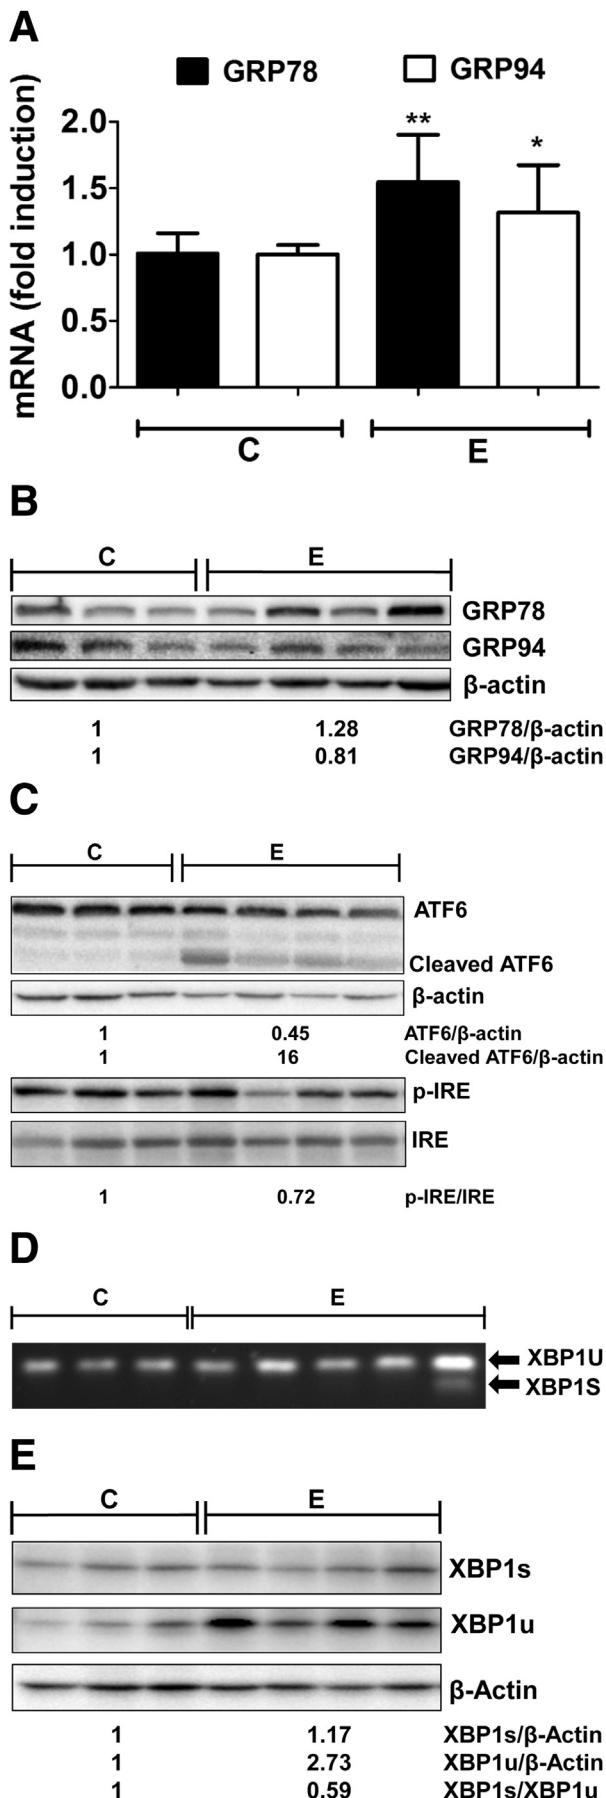 A
GRP78 GRP94
mRNA (fold induction)
2.0
1.5
1.0
0.5
0.0
** *
C E
B
C E
GRP78
GRP94
β-actin
1 1.28 GRP78/β-actin
1 0.81 GRP94/β-actin
C
C E
ATF6
Cleaved ATF6
β-actin
1 0.45 ATF6/β-actin
1 16 Cleaved ATF6/β-actin
p-IRE
IRE
1 0.72 p-IRE/IRE
D
C E
XBP1U
XBP1S
E
C E
XBP1s
XBP1u
β-Actin
1 1.17 XBP1s/β-Actin
1 2.73 XBP1u/β-Actin
1 0.59 XBP1s/XBP1u